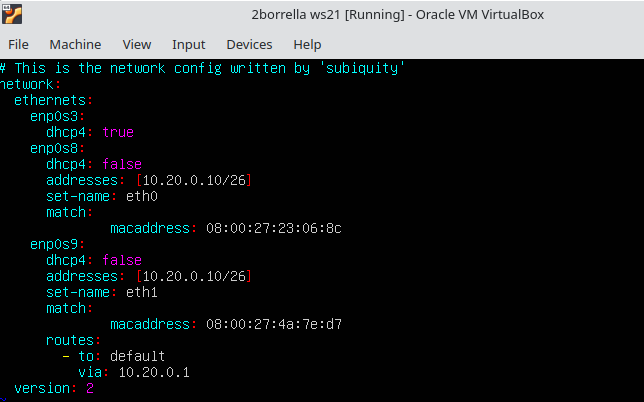 2borrella ws21 [Running] - Oracle VM VirtualBox
File Machine View Input Devices Help
# This is the network config written by 'subiquity'
network:
  ethernets:
    enp0s3:
      dhcp4: true
    enp0s8:
      dhcp4: false
      addresses: [10.20.0.10/26]
      set-name: eth0
      match:
              macaddress: 08:00:27:23:06:8c
    enp0s9:
      dhcp4: false
      addresses: [10.20.0.10/26]
      set-name: eth1
      match:
              macaddress: 08:00:27:4a:7e:d7
      routes:
        - to: default
          via: 10.20.0.1
  version: 2